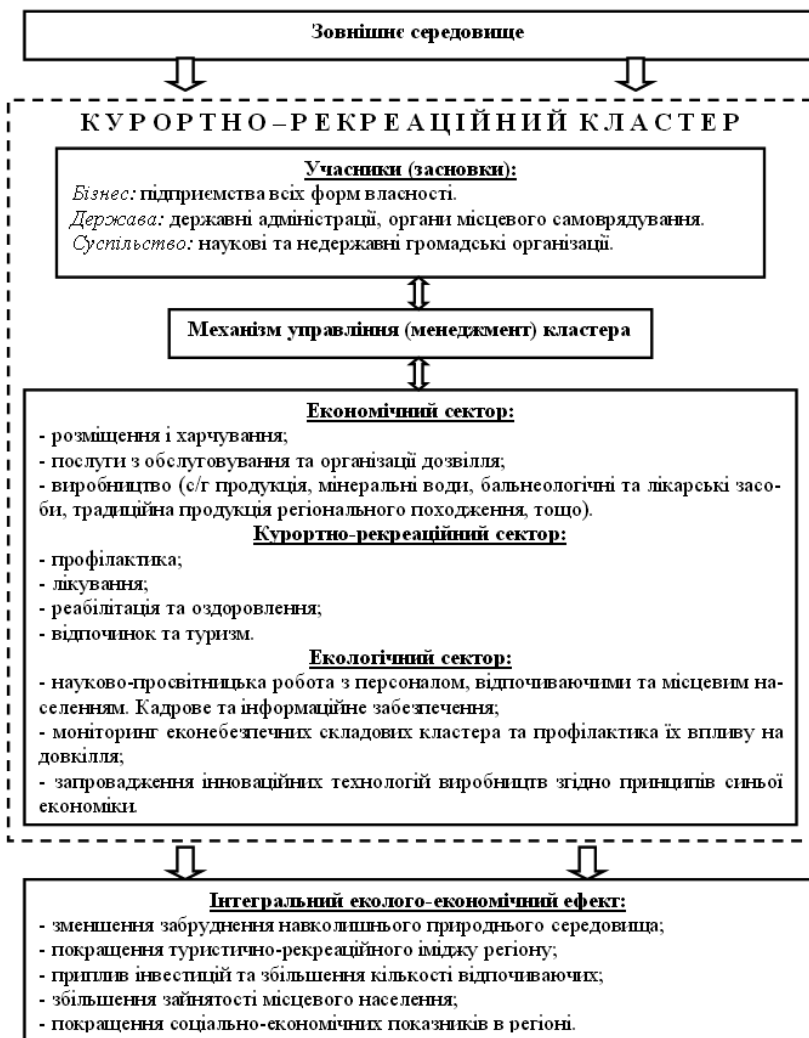 Зовнішнє середовище
КУРОРТНО–РЕКРЕАЦІЙНИЙ КЛАСТЕР
Учасники (засновки):
Бізнес: підприємства всіх форм власності.
Держава: державні адміністрації, органи місцевого самоврядування.
Суспільство: наукові та недержавні громадські організації.
Механізм управління (менеджмент) кластера
Економічний сектор:
- розміщення і харчування;
- послуги з обслуговування та організації дозвілля;
- виробництво (с/г продукція, мінеральні води, бальнеологічні та лікарські засо-
би, традиційна продукція регіонального походження, тощо).
Курортно-рекреаційний сектор:
- профілактика;
- лікування;
- реабілітація та оздоровлення;
- відпочинок та туризм.
Екологічний сектор:
- науково-просвітницька робота з персоналом, відпочиваючими та місцевим на-
селенням. Кадрове та інформаційне забезпечення;
- моніторинг еконебезпечних складових кластера та профілактика їх впливу на
довкілля;
- запровадження інноваційних технологій виробництв згідно принципів синьої
економіки.
Інтегральний еколого-економічний ефект:
- зменшення забруднення навколишнього природнього середовища;
- покращення туристично-рекреаційного іміджу регіону;
- приплив інвестицій та збільшення кількості відпочиваючих;
- збільшення зайнятості місцевого населення;
- покращення соціально-економічних показників в регіоні.